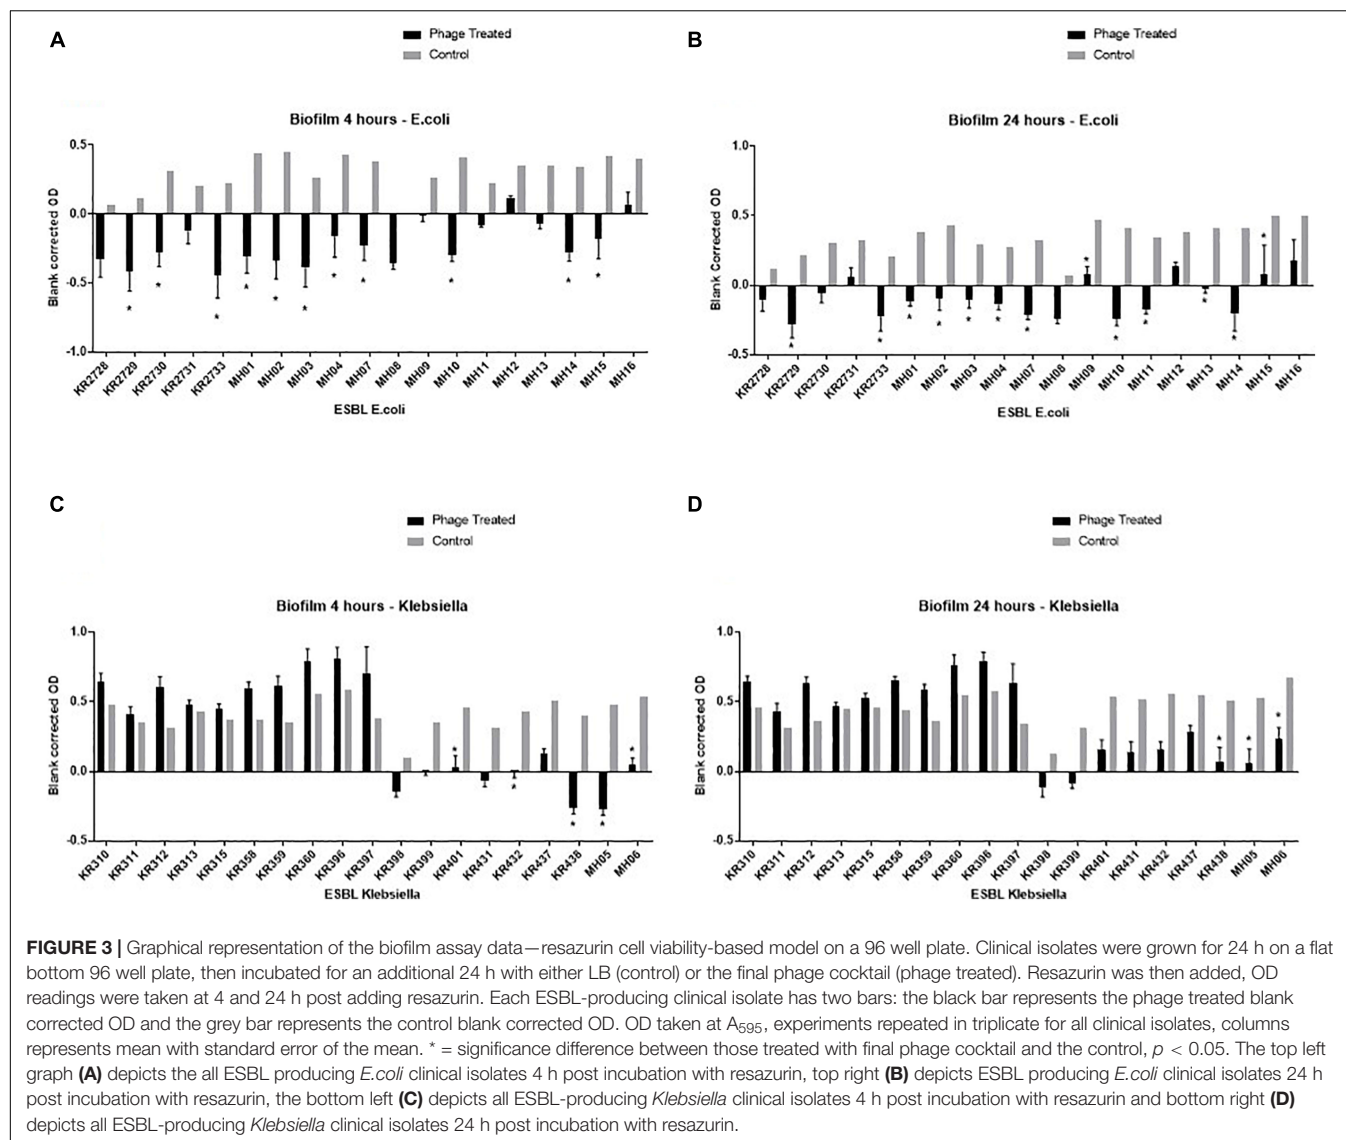 A
Phage Treated
Control
Biofilm 4 hours - E.coli
Blank corrected OD
0.5
0.0
-0.5
-1.0
KR2728
KR2729
KR2730
KR2731
KR2733
MH01
MH02
MH03
MH04
MH07
MH08
MH09
MH10
MH11
MH12
MH13
MH14
MH15
MH16
* * * * * * * * * * * *
ESBL E.coli
B
Phage Treated
Control
Biofilm 24 hours - E.coli
Blank Corrected OD
1.0
0.5
0.0
-0.5
KR2728
KR2729
KR2730
KR2731
KR2733
MH01
MH02
MH03
MH04
MH07
MH08
MH09
MH10
MH11
MH12
MH13
MH14
MH15
MH16
* * * * * * * * * * * * *
ESBL E.coli
C
Phage Treated
Control
Biofilm 4 hours - Klebsiella
Blank corrected OD
1.0
0.5
0.0
-0.5
KR310
KR311
KR312
KR313
KR315
KR358
KR359
KR360
KR396
KR397
KR398
KR399
KR401
KR431
KR432
KR437
KR438
MH05
MH06
* * * * *
ESBL Klebsiella
D
Phage Treated
Control
Biofilm 24 hours - Klebsiella
Blank corrected OD
1.0
0.5
0.0
-0.5
KR310
KR311
KR312
KR313
KR315
KR358
KR359
KR360
KR396
KR397
KR398
KR399
KR401
KR431
KR432
KR437
KR438
MH05
MH06
* * *
ESBL Klebsiella
FIGURE 3 | Graphical representation of the biofilm assay data—resazurin cell viability-based model on a 96 well plate. Clinical isolates were grown for 24 h on a flat
bottom 96 well plate, then incubated for an additional 24 h with either LB (control) or the final phage cocktail (phage treated). Resazurin was then added, OD
readings were taken at 4 and 24 h post adding resazurin. Each ESBL-producing clinical isolate has two bars: the black bar represents the phage treated blank
corrected OD and the grey bar represents the control blank corrected OD. OD taken at A595, experiments repeated in triplicate for all clinical isolates, columns
represents mean with standard error of the mean. * = significance difference between those treated with final phage cocktail and the control, p < 0.05. The top left
graph (A) depicts the all ESBL producing E.coli clinical isolates 4 h post incubation with resazurin, top right (B) depicts ESBL producing E.coli clinical isolates 24 h
post incubation with resazurin, the bottom left (C) depicts all ESBL-producing Klebsiella clinical isolates 4 h post incubation with resazurin and bottom right (D)
depicts all ESBL-producing Klebsiella clinical isolates 24 h post incubation with resazurin.